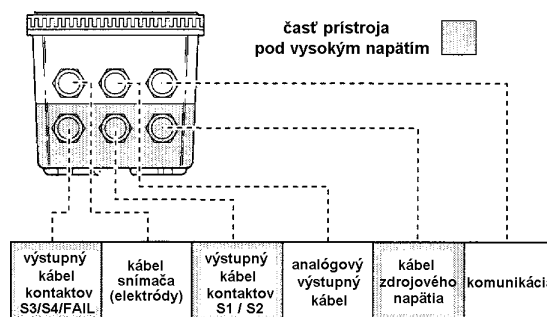 časť prístroja
pod vysokým napätím
výstupný
kábel
kontaktov
S3/S4/FAIL
kábel
snímača
(elektródy)
výstupný
kábel
kontaktov
S1 / S2
analógový
výstupný
kábel
kábel
zdrojového
napätia
komunikácia